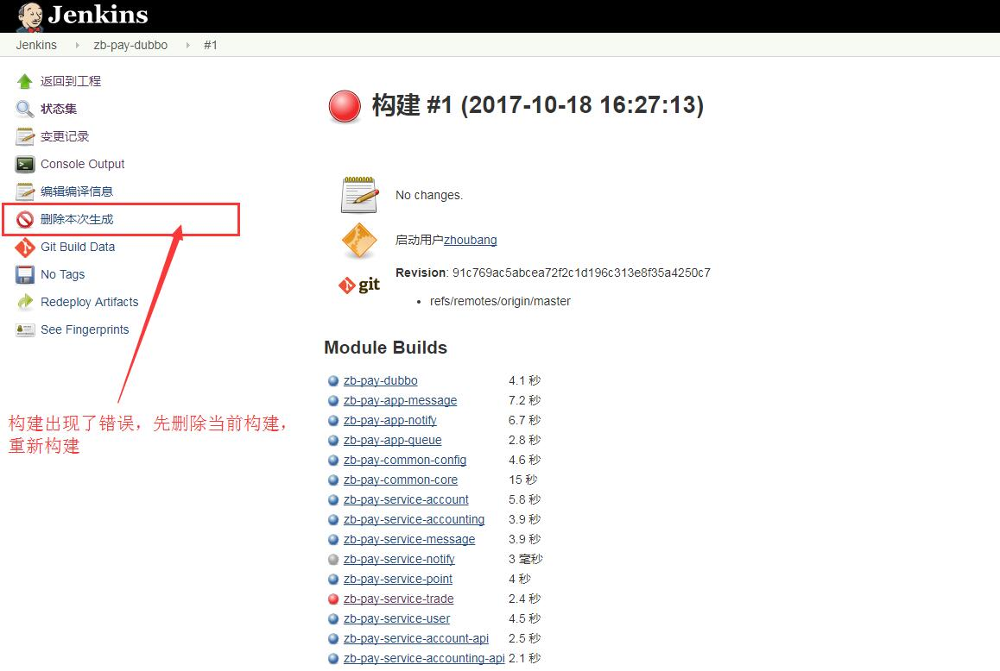 Jenkins
Jenkins zb-pay-dubbo #1
返回到工程
状态集
变更记录
Console Output
编辑编译信息
删除本次生成
Git Build Data
No Tags
Redeploy Artifacts
See Fingerprints
构建出现了错误，先删除当前构建，
重新构建
构建 #1 (2017-10-18 16:27:13)
No changes.
启动用户zhoubang
git
Revision: 91c769ac5abcea72f2c1d196c313e8f35a4250c7
refs/remotes/origin/master
Module Builds
zb-pay-dubbo 4.1 秒
zb-pay-app-message 7.2 秒
zb-pay-app-notify 6.7 秒
zb-pay-app-queue 2.8 秒
zb-pay-common-config 4.6 秒
zb-pay-common-core 15 秒
zb-pay-service-account 5.8 秒
zb-pay-service-accounting 3.9 秒
zb-pay-service-message 3.9 秒
zb-pay-service-notify 3 毫秒
zb-pay-service-point 4 秒
zb-pay-service-trade 2.4 秒
zb-pay-service-user 4.5 秒
zb-pay-service-account-api 2.5 秒
zb-pay-service-accounting-api 2.1 秒